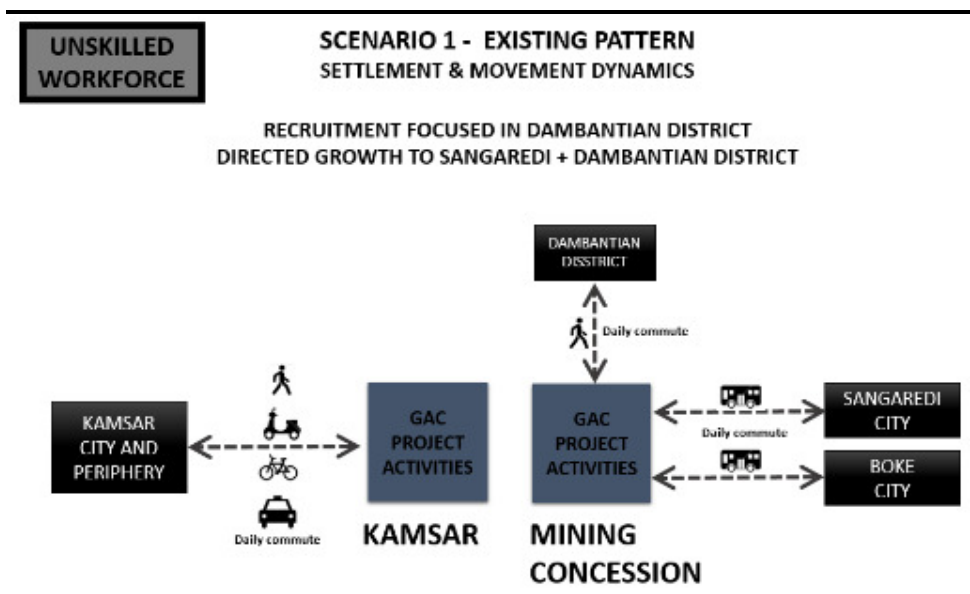 UNSKILLED
WORKFORCE
SCENARIO 1 - EXISTING PATTERN
SETTLEMENT & MOVEMENT DYNAMICS
RECRUITMENT FOCUSED IN DAMBANTIAN DISTRICT
DIRECTED GROWTH TO SANGAREDI + DAMBANTIAN DISTRICT
DAMBANTIAN
DISSTRICT
Daily commute
KAMSAR
CITY AND
PERIPHERY
Daily commute
GAC
PROJECT
ACTIVITIES
KAMSAR
GAC
PROJECT
ACTIVITIES
MINING
CONCESSION
Daily commute
SANGAREDI
CITY
BOKE
CITY